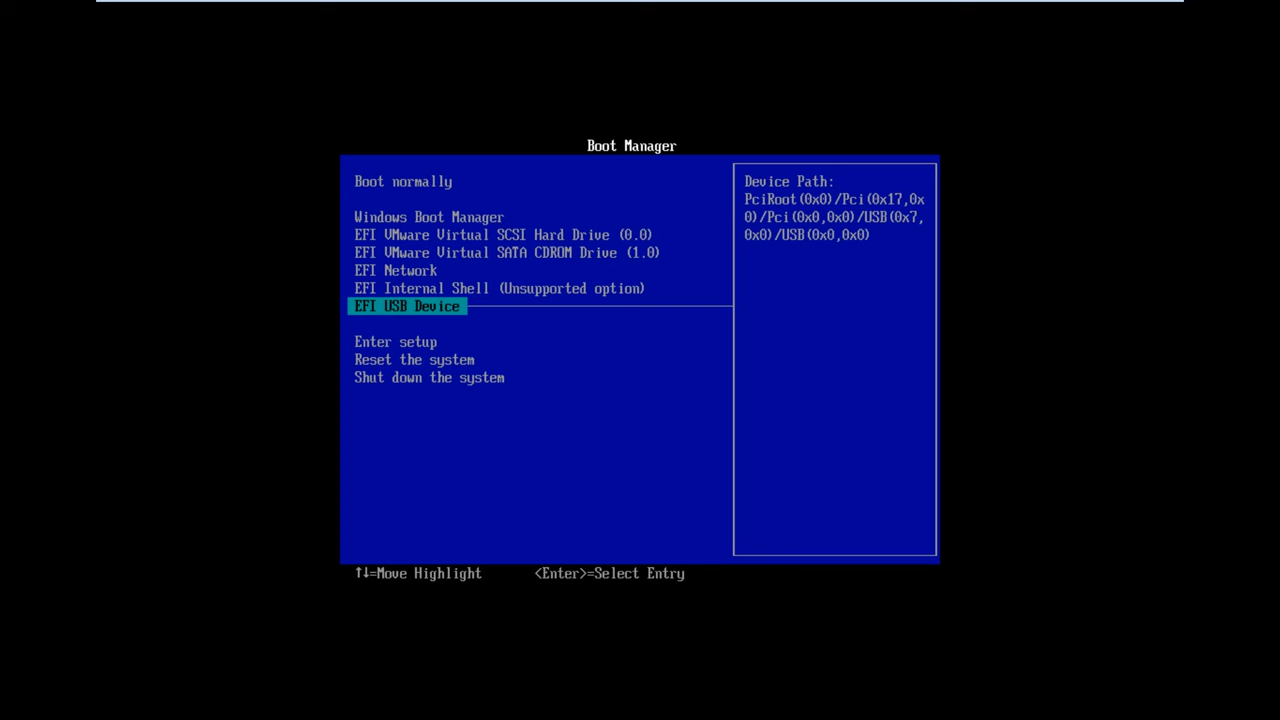 Boot Manager
Boot normally
Windows Boot Manager
EFI VMware Virtual SCSI Hard Drive (0.0)
EFI VMware Virtual SATA CDROM Drive (1.0)
EFI Network
EFI Internal Shell (Unsupported option)
EFI USB Device
Enter setup
Reset the system
Shut down the system
Device Path:
PciRoot(0x0)/Pci(0x17,0x
0)/Pci(0x0,0x0)/USB(0x7,
0x0)/USB(0x0,0x0)
↑↓=Move Highlight
<Enter>=Select Entry